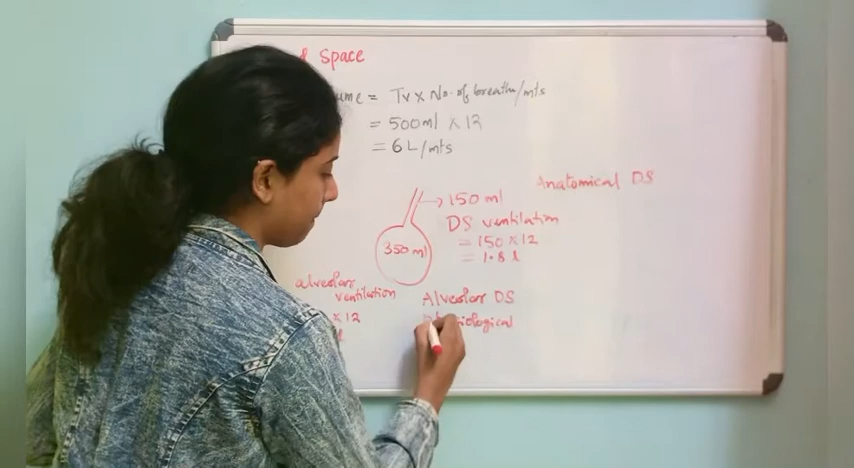 Space
= Tv x No. of breath/mts
= 500ml x 12
= 6 L/mts
Anatomical DS
150 ml
DS ventilation
= 150 x 12
= 1.8 l
350 ml
alveolar
ventilation
x 12
Alveolar DS